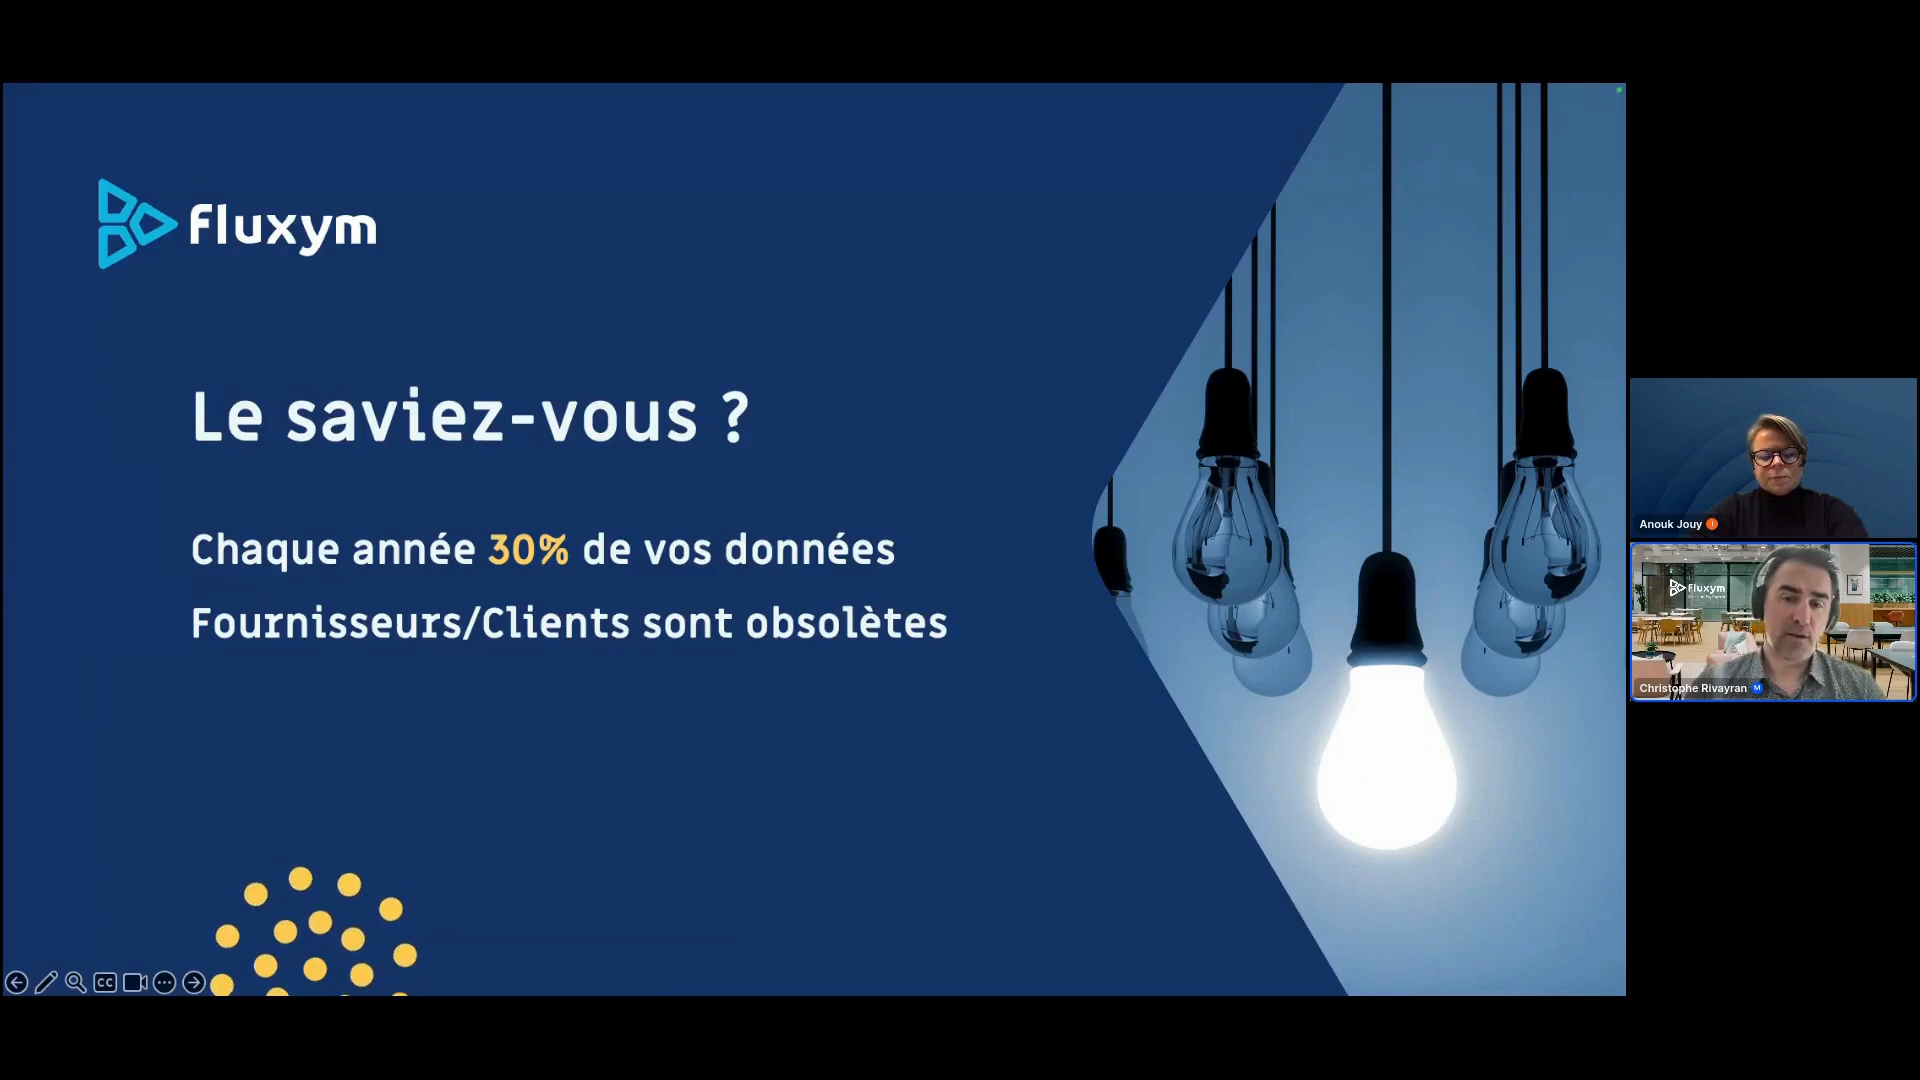 fluxym
Le saviez-vous ?
Chaque année 30% de vos données
Fournisseurs/Clients sont obsolètes
CC
Anouk Jouy
I
Fluxym
Christophe Rivayran
M